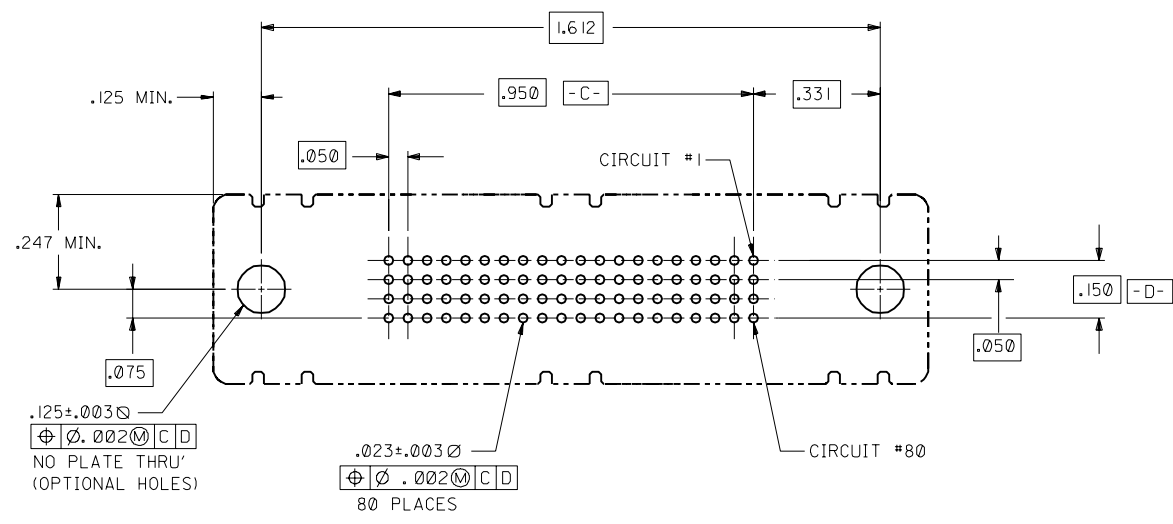 1.612
.125 MIN.
.950 -C-
.331
.050
CIRCUIT #1
.247 MIN.
.150 -D-
.050
.075
.125±.003⌀
⌖ ⌀.002Ⓜ C D
NO PLATE THRU'
(OPTIONAL HOLES)
.023±.003⌀
⌖ ⌀ .002Ⓜ C D
80 PLACES
CIRCUIT #80